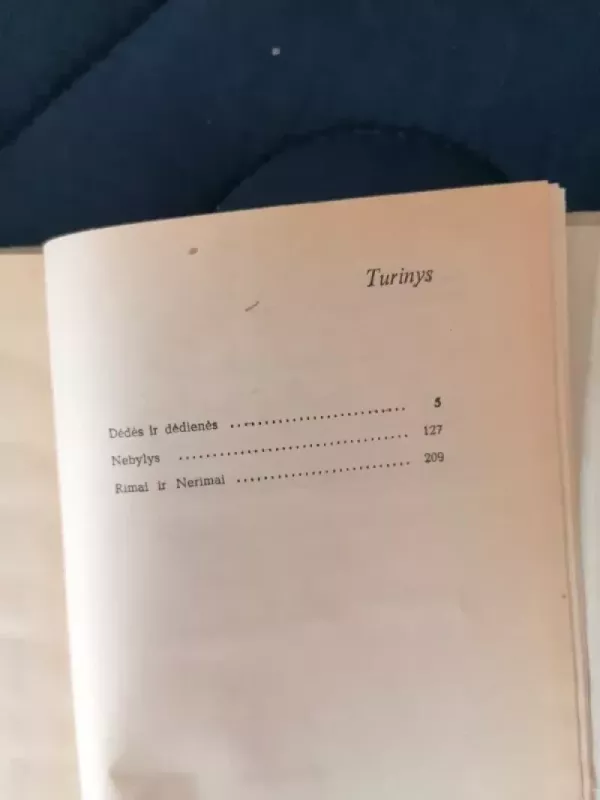 Turinys
Dėdės ir dėdienės ........................ 5
Nebylys ................................ 127
Rimai ir Nerimai ........................ 209